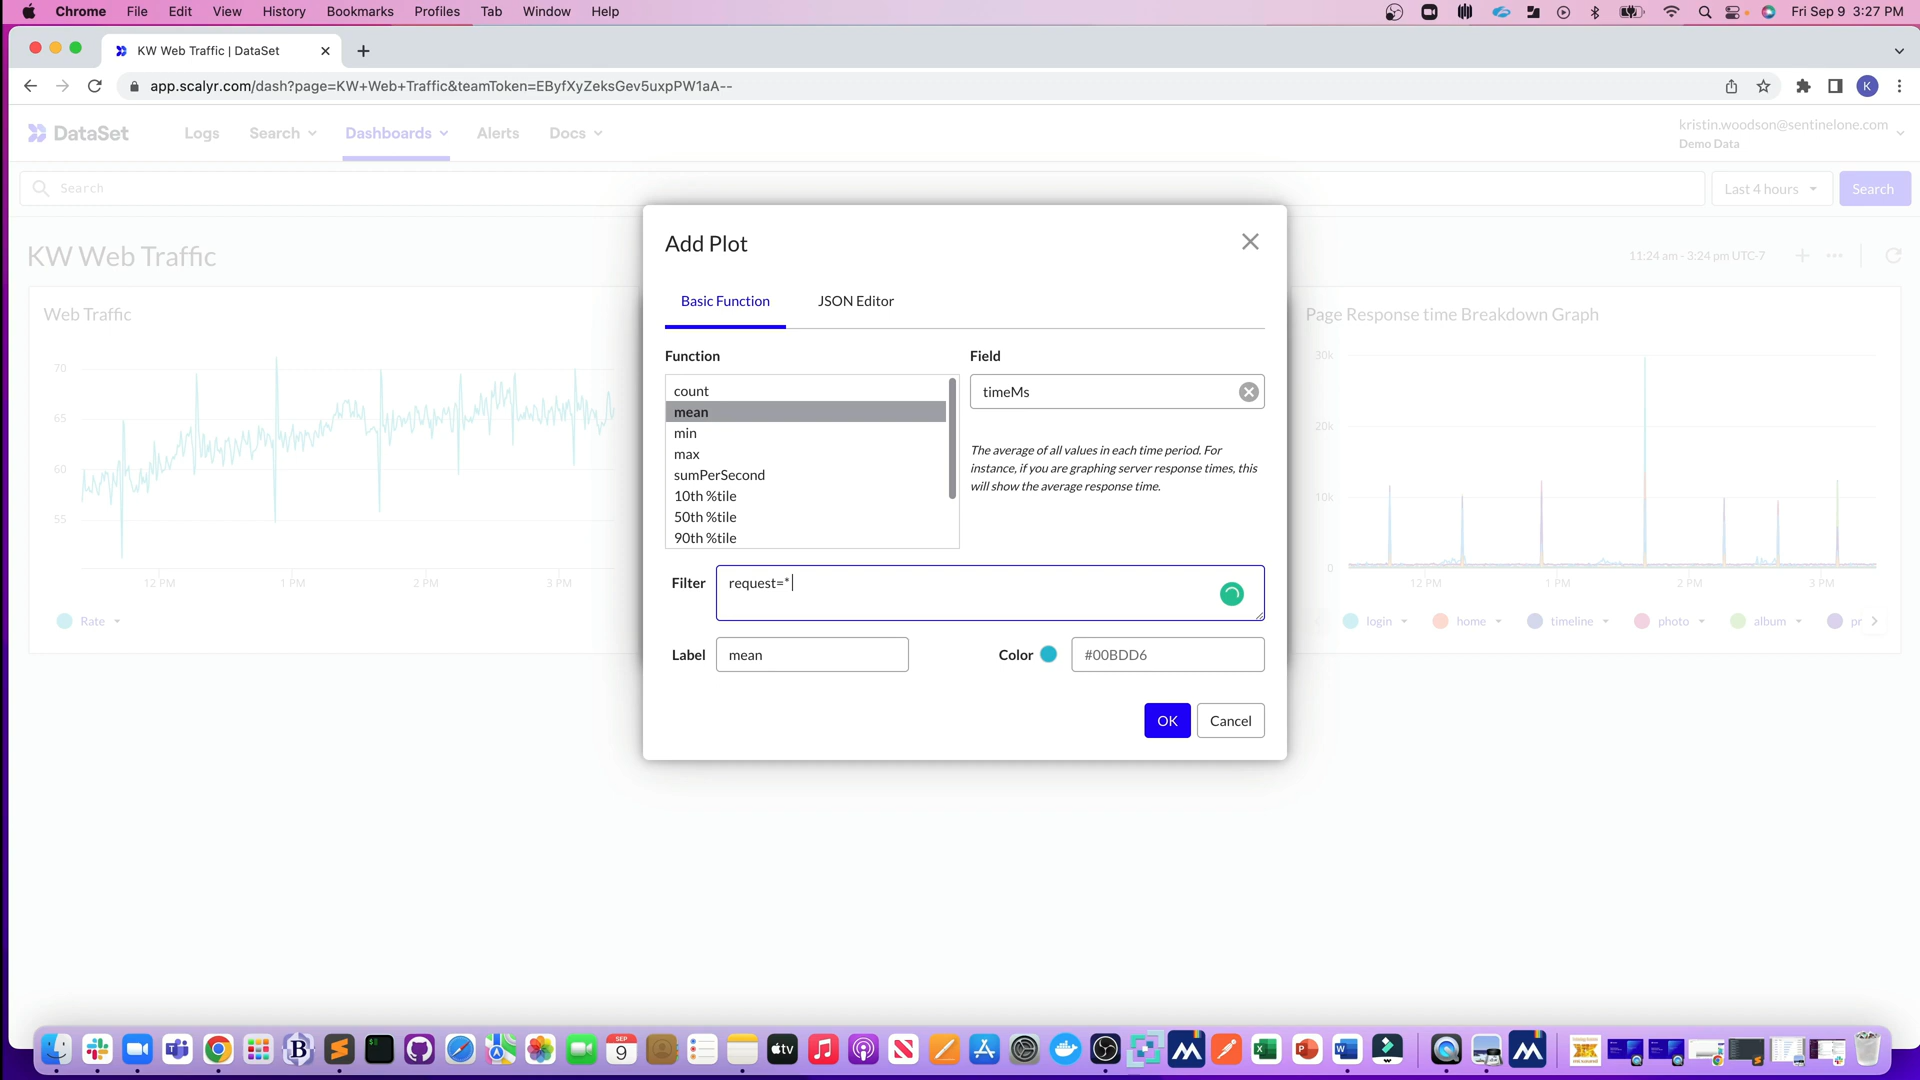 Chrome File Edit View History Bookmarks Profiles Tab Window Help Fri Sep 9 3:27 PM
KW Web Traffic | DataSet
app.scalyr.com/dash?page=KW+Web+Traffic&teamToken=EByfXyZeksGev5uxpPW1aA--
K
DataSet Logs Search Dashboards Alerts Docs
kristin.woodson@sentinelone.com
Demo Data
Search Last 4 hours Search
KW Web Traffic
11:24 am - 3:24 pm UTC-7
Web Traffic
70
65
60
55
12 PM 1 PM 2 PM 3 PM
Rate
Add Plot
Basic Function JSON Editor
Function
count
mean
min
max
sumPerSecond
10th %tile
50th %tile
90th %tile
Field
timeMs
The average of all values in each time period. For
instance, if you are graphing server response times, this
will show the average response time.
Filter request=*
Label mean
Color #00BDD6
OK Cancel
Page Response time Breakdown Graph
30k
20k
10k
0
12 PM 1 PM 2 PM 3 PM
login home timeline photo album pr
SEP
9
tv